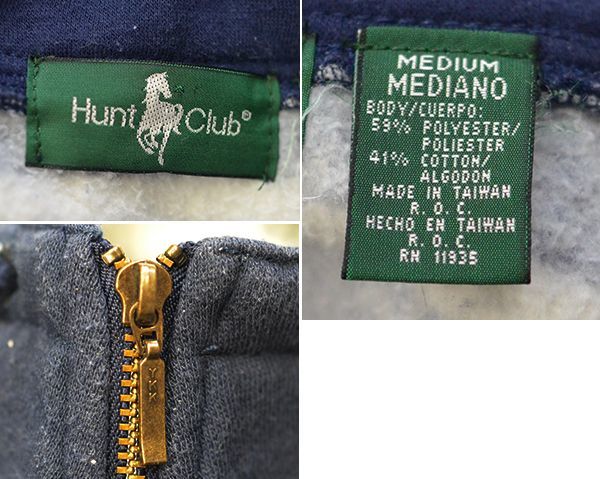 Hunt Club®
MEDIUM
MEDIANO
BODY/CUERPO:
59% POLYESTER/
POLIESTER
41% COTTON/
ALGODON
MADE IN TAIWAN
R. O. C.
HECHO EN TAIWAN
R. O. C.
RN 11935
YKK